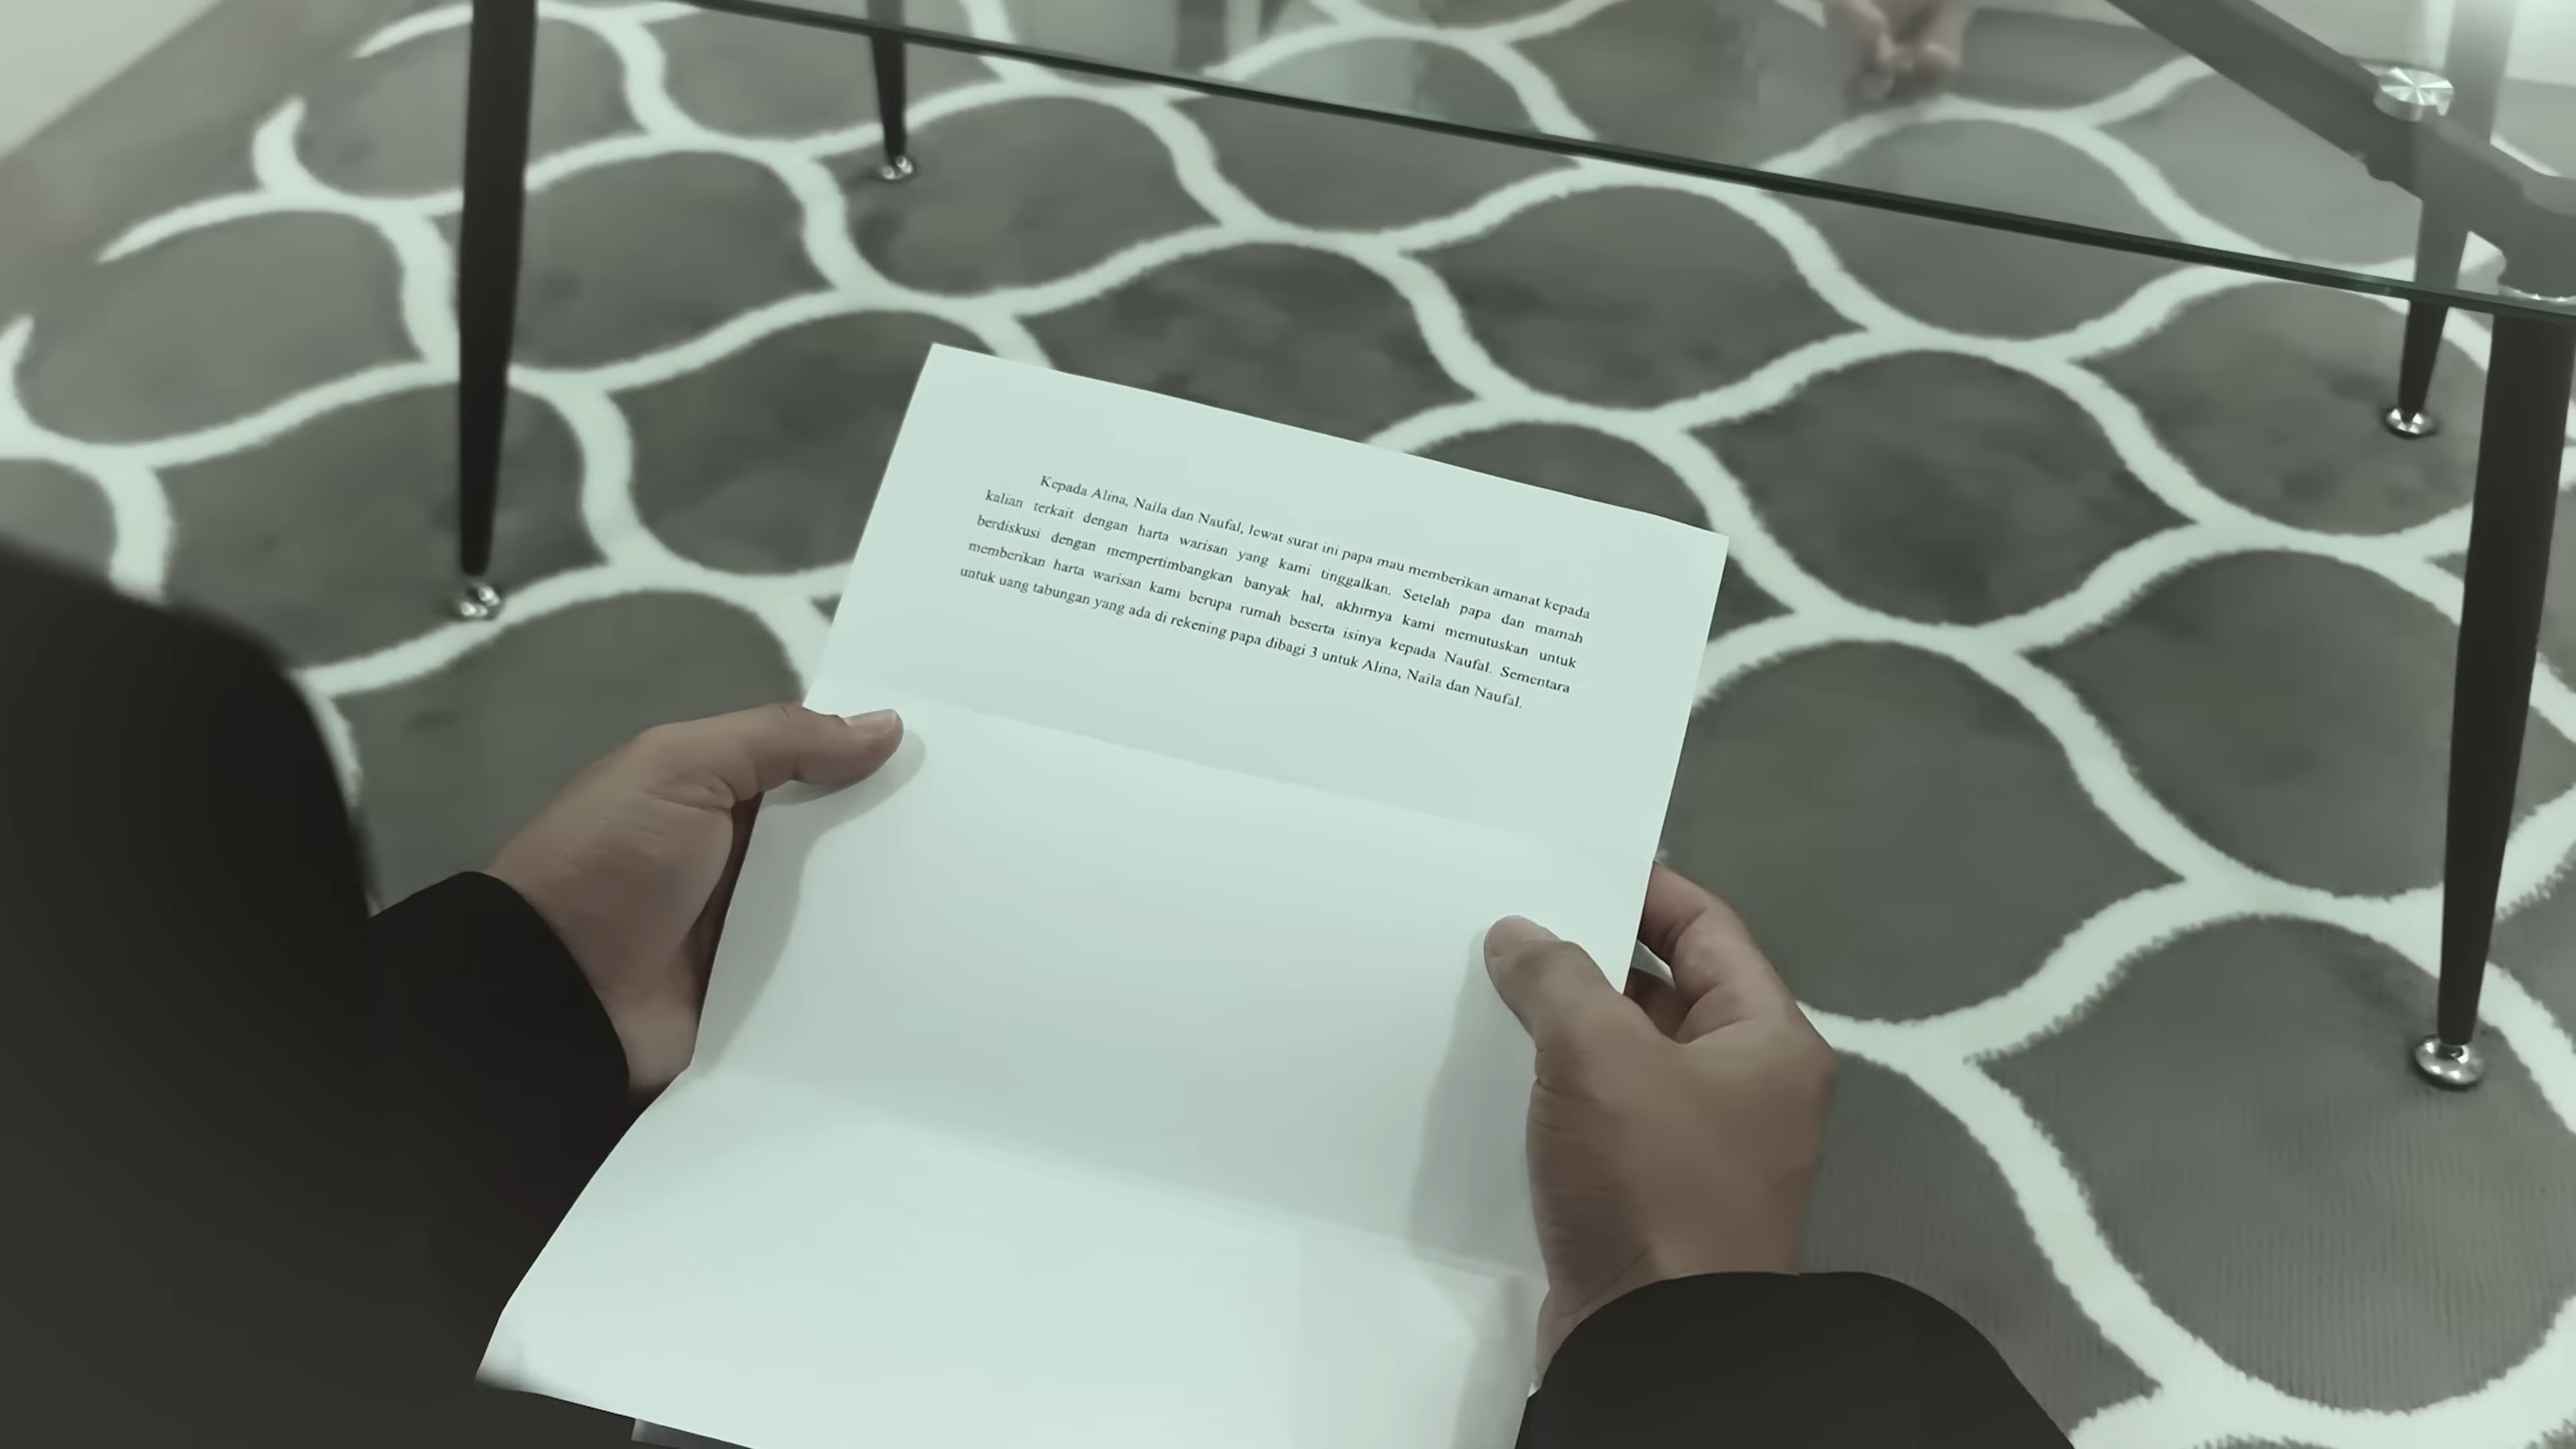 Kepada Alina, Naila dan Naufal, lewat surat ini papa mau memberikan amanat kepada
kalian terkait dengan harta warisan yang kami tinggalkan. Setelah papa dan mamah
berdiskusi dengan mempertimbangkan banyak hal, akhirnya kami memutuskan untuk
memberikan harta warisan kami berupa rumah beserta isinya kepada Naufal. Sementara
untuk uang tabungan yang ada di rekening papa dibagi 3 untuk Alina, Naila dan Naufal.